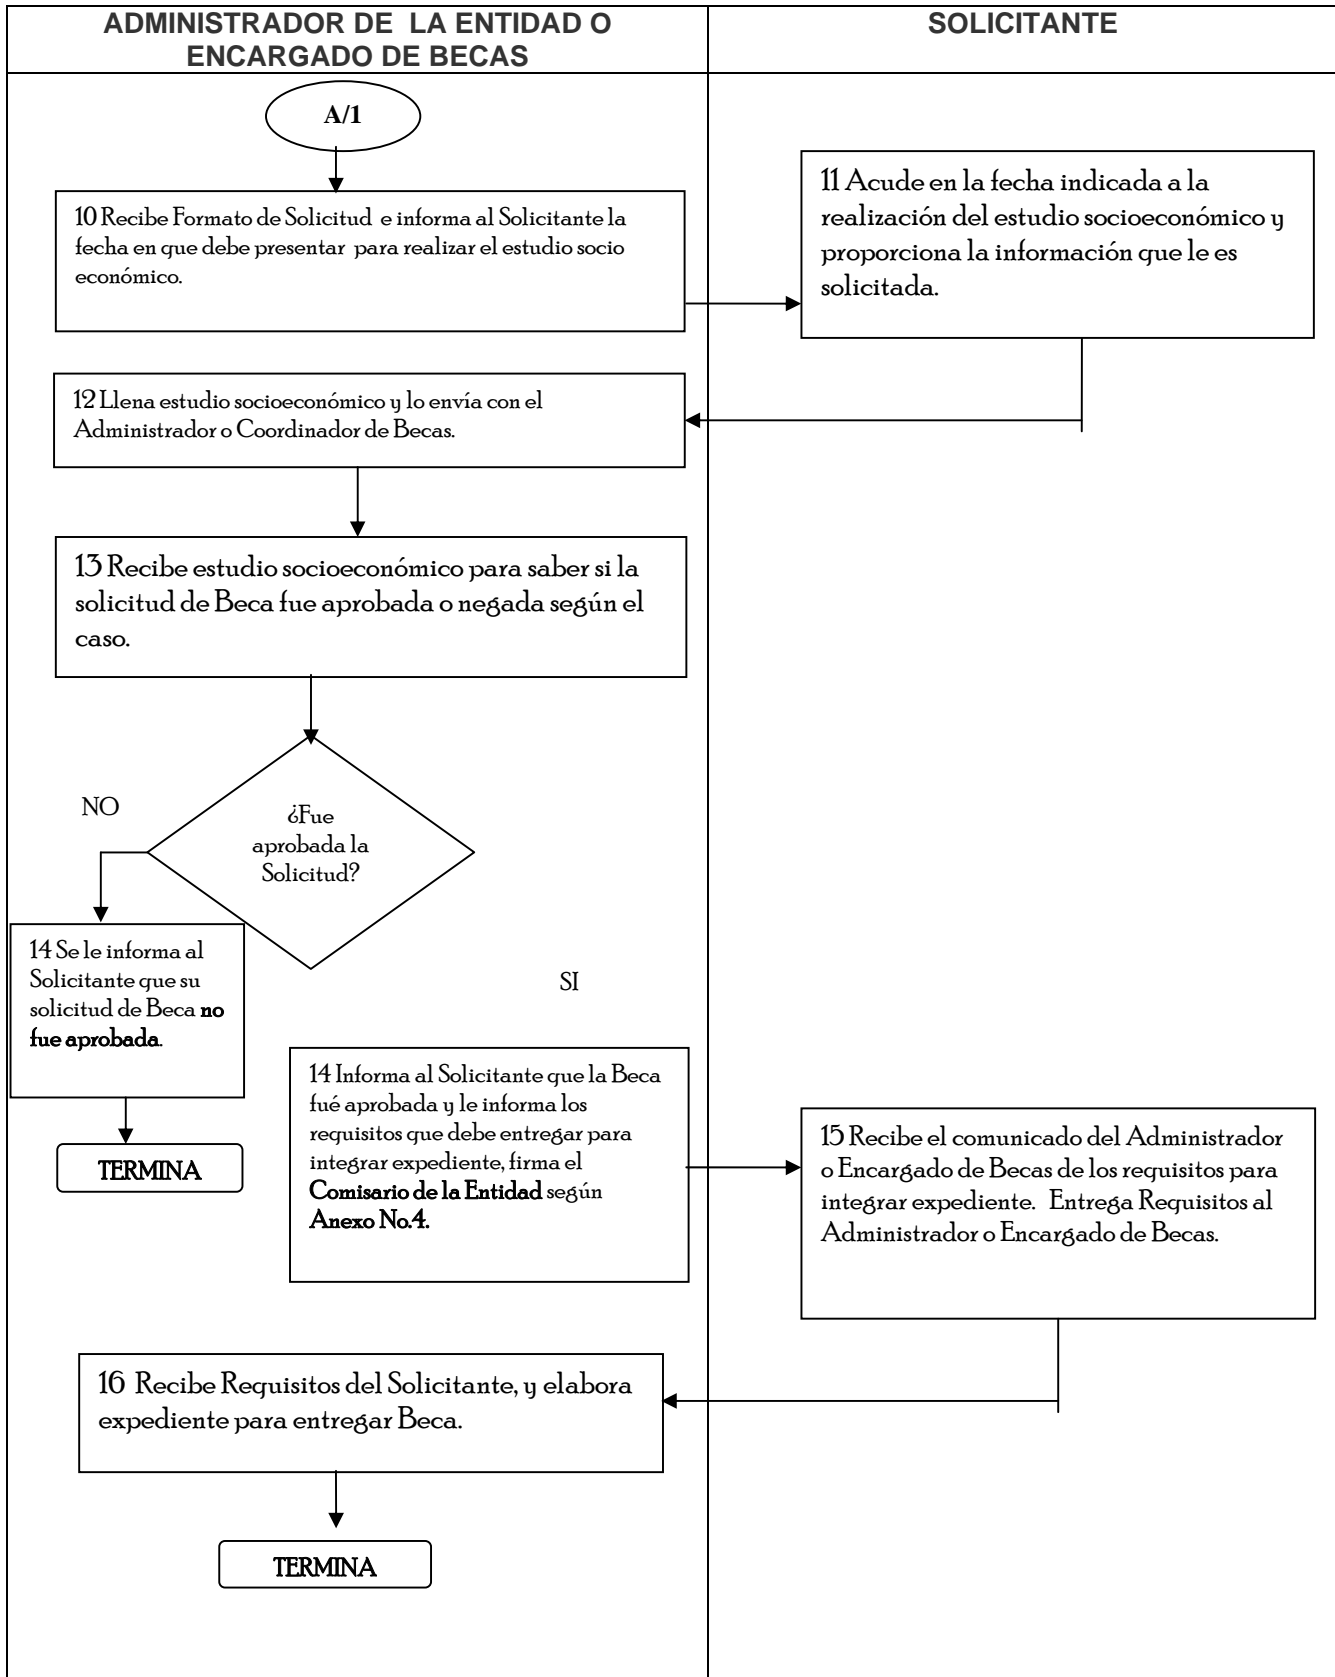 ADMINISTRADOR DE LA ENTIDAD O
ENCARGADO DE BECAS
SOLICITANTE
A/1
10 Recibe Formato de Solicitud e informa al Solicitante la
fecha en que debe presentar para realizar el estudio socio
económico.
11 Acude en la fecha indicada a la
realización del estudio socioeconómico y
proporciona la información que le es
solicitada.
12 Llena estudio socioeconómico y lo envía con el
Administrador o Coordinador de Becas.
13 Recibe estudio socioeconómico para saber si la
solicitud de Beca fue aprobada o negada según el
caso.
NO
¿Fue
aprobada la
Solicitud?
14 Se le informa al
Solicitante que su
solicitud de Beca no
fue aprobada.
TERMINA
SI
14 Informa al Solicitante que la Beca
fué aprobada y le informa los
requisitos que debe entregar para
integrar expediente, firma el
Comisario de la Entidad según
Anexo No.4.
15 Recibe el comunicado del Administrador
o Encargado de Becas de los requisitos para
integrar expediente. Entrega Requisitos al
Administrador o Encargado de Becas.
16 Recibe Requisitos del Solicitante, y elabora
expediente para entregar Beca.
TERMINA